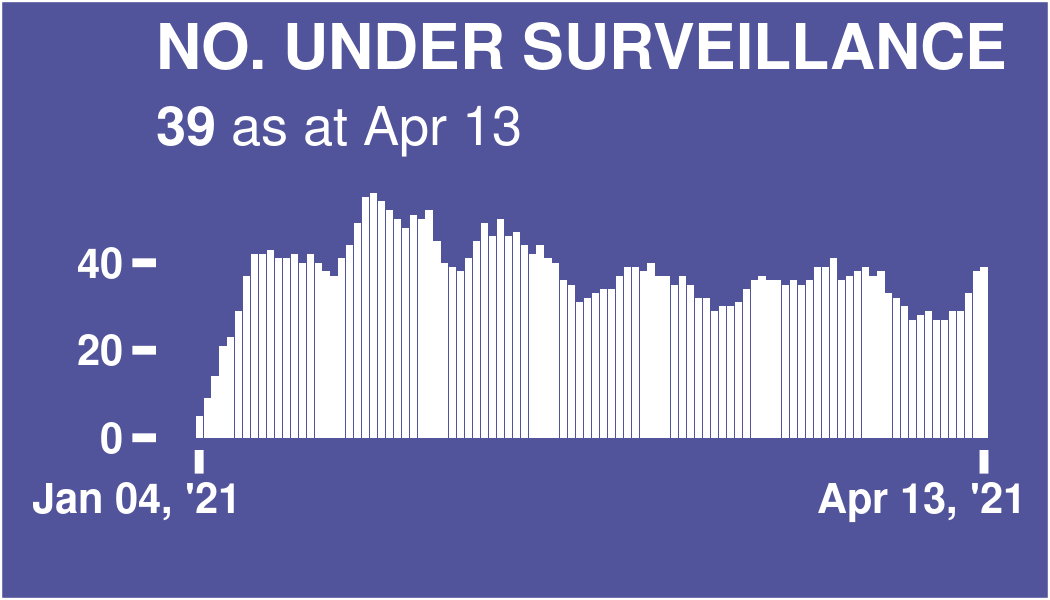 NO. UNDER SURVEILLANCE
39 as at Apr 13
40
20
0
Jan 04, '21 Apr 13, '21